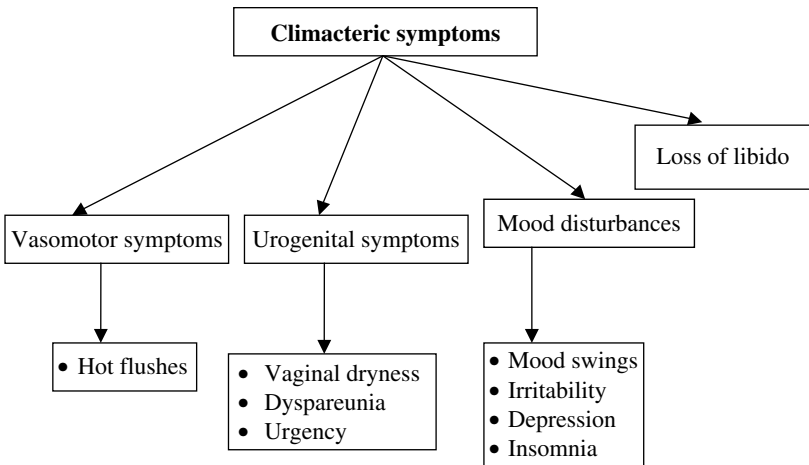 Climacteric symptoms
Loss of libido
Vasomotor symptoms
Urogenital symptoms
Mood disturbances
• Hot flushes
• Vaginal dryness
• Dyspareunia
• Urgency
• Mood swings
• Irritability
• Depression
• Insomnia